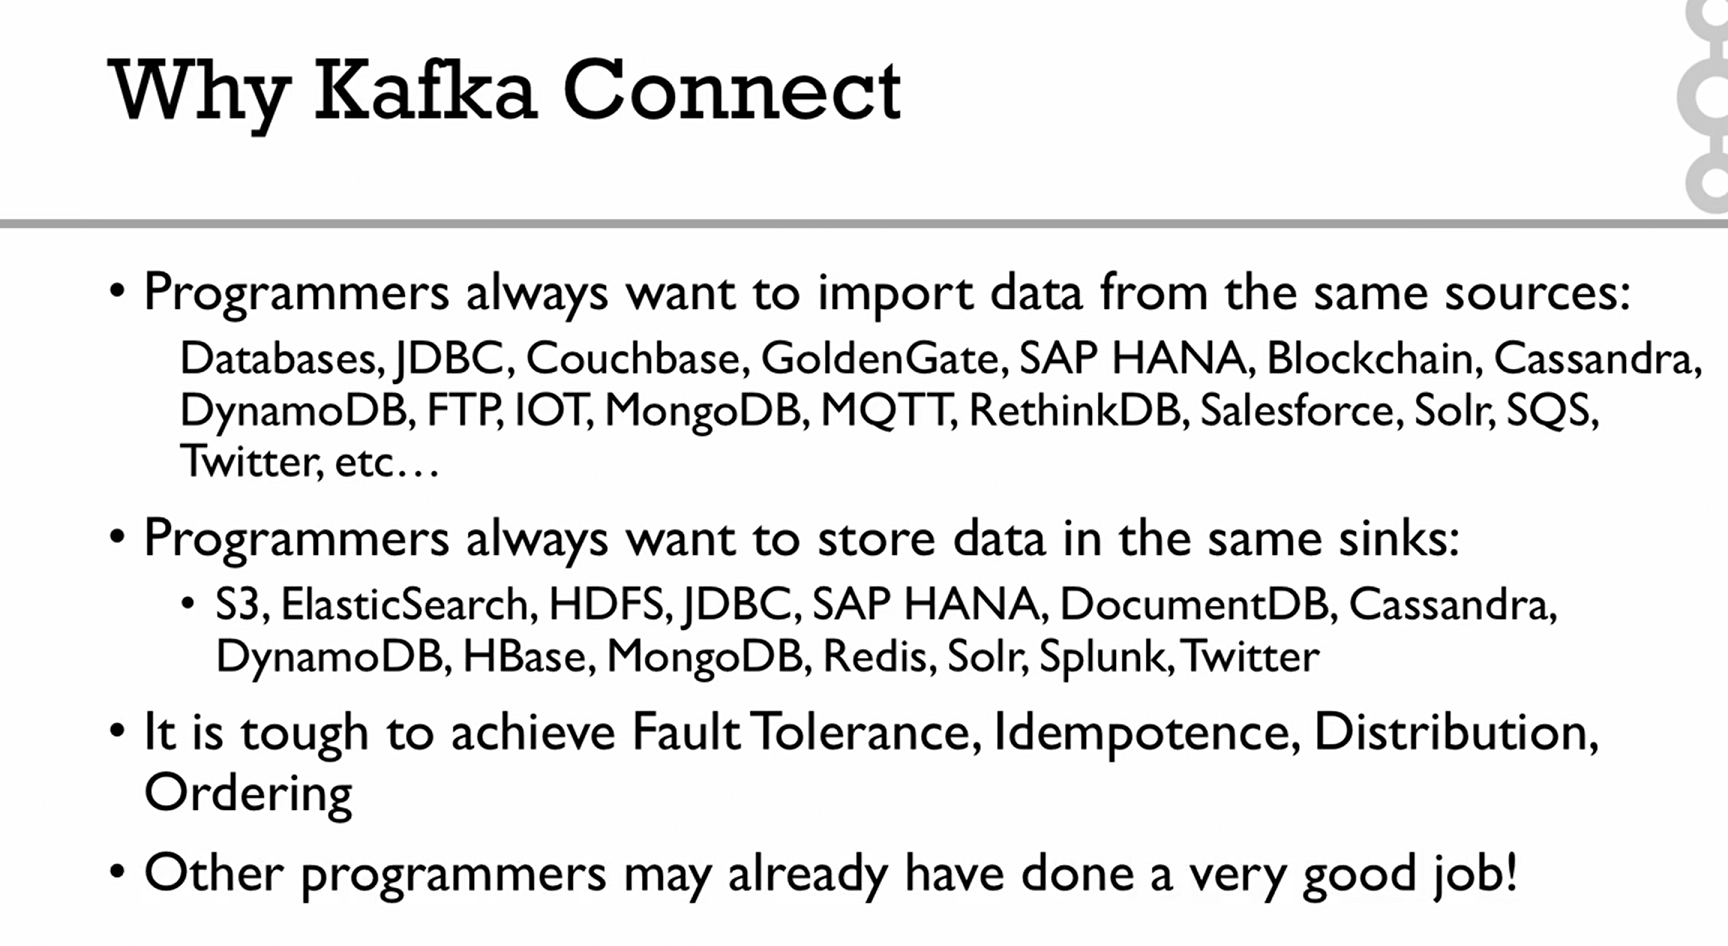 Why Kafka Connect
• Programmers always want to import data from the same sources:
Databases, JDBC, Couchbase, GoldenGate, SAP HANA, Blockchain, Cassandra,
DynamoDB, FTP, IOT, MongoDB, MQTT, RethinkDB, Salesforce, Solr, SQS,
Twitter, etc…
• Programmers always want to store data in the same sinks:
• S3, ElasticSearch, HDFS, JDBC, SAP HANA, DocumentDB, Cassandra,
DynamoDB, HBase, MongoDB, Redis, Solr, Splunk, Twitter
• It is tough to achieve Fault Tolerance, Idempotence, Distribution,
Ordering
• Other programmers may already have done a very good job!